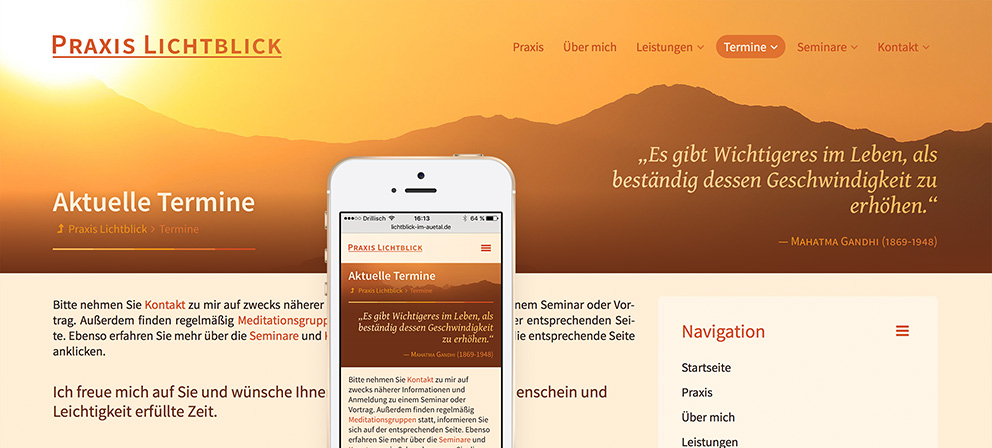 PRAXIS LICHTBLICK
Praxis
Über mich
Leistungen
Termine
Seminare
Kontakt
„Es gibt Wichtigeres im Leben, als
beständig dessen Geschwindigkeit zu
erhöhen.“
— MAHATMA GANDHI (1869-1948)
Aktuelle Termine
Praxis Lichtblick > Termine
Bitte nehmen Sie Kontakt zu mir auf zwecks näherer
nem Seminar oder Vor-
trag. Außerdem finden regelmäßig Meditationsgrupp
er entsprechenden Sei-
te. Ebenso erfahren Sie mehr über die Seminare und
ie entsprechende Seite
anklicken.
Ich freue mich auf Sie und wünsche Ihne
enschein und
Leichtigkeit erfüllte Zeit.
Drillisch 16:13 64 %
lichtblick-im-auetal.de
PRAXIS LICHTBLICK
Aktuelle Termine
Praxis Lichtblick > Termine
„Es gibt Wichtigeres im Leben, als
beständig dessen Geschwindigkeit
zu erhöhen.“
— MAHATMA GANDHI (1869-1948)
Bitte nehmen Sie Kontakt zu mir auf
zwecks näherer Informationen und
Anmeldung zu einem Seminar oder
Vortrag. Außerdem finden regelmäßig
Meditationsgruppen statt, informieren Sie
sich auf der entsprechenden Seite. Ebenso
erfahren Sie mehr über die Seminare und
Navigation
Startseite
Praxis
Über mich
Leistungen